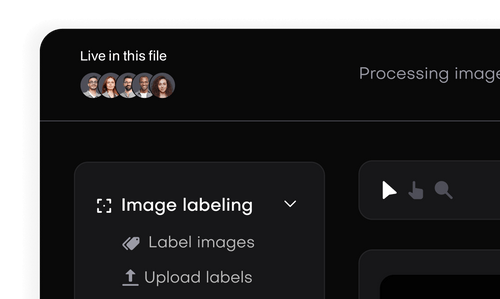 Live in this file
Processing image
Image labeling
Label images
Upload labels